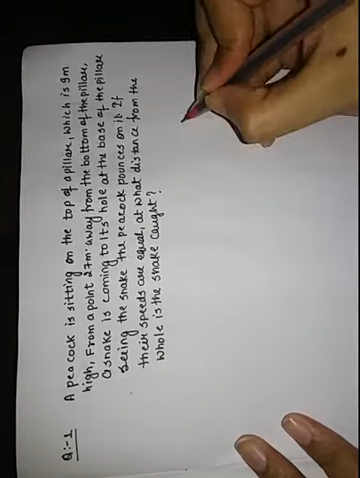 Q:-1 A peacock is sitting on the top of a pillar, which is 9m
high, From a point 27m away from the bottom of the pillar,
a snake is coming to its' hole at the base of the pillar
seeing the snake the peacock pounces on it. If
their speeds are equal, at what distance from the
whole is the snake caught?